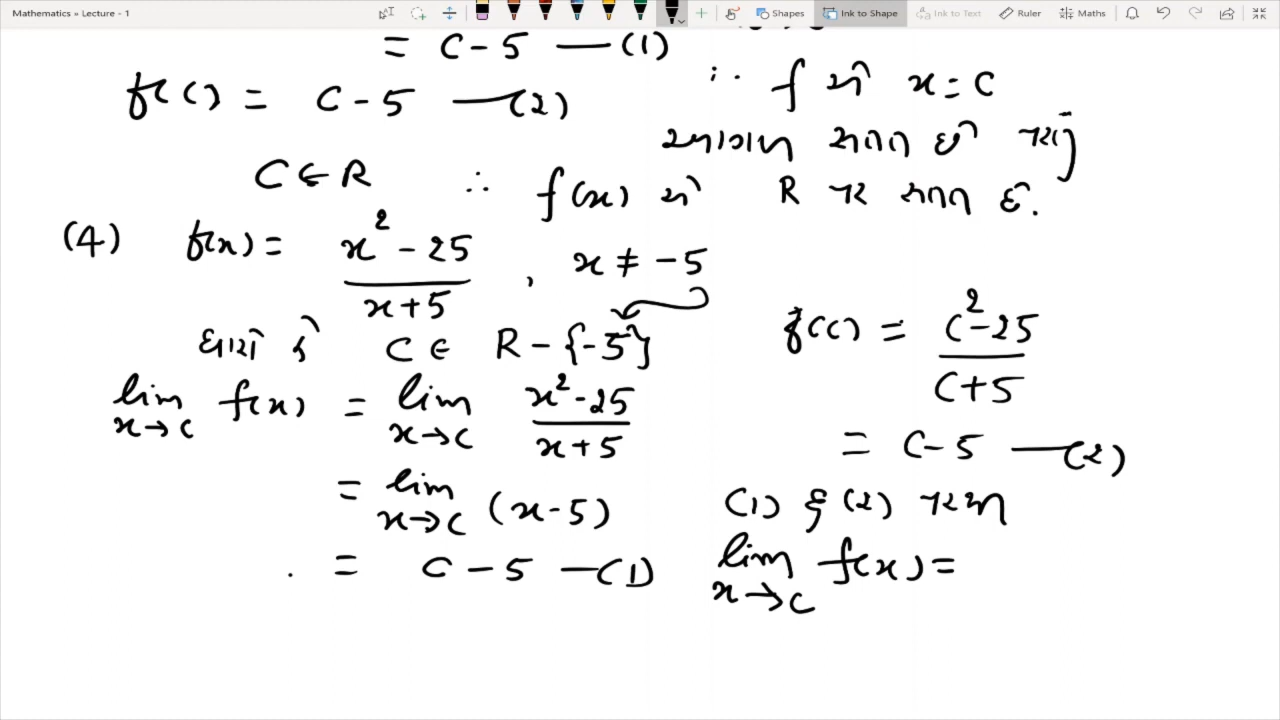 Mathematics » Lecture - 1
Shapes
Ink to Shape
Ink to Text
Ruler
Maths
= C - 5 —(1)
f(c) = C - 5 —(2)
C ∈ R ∴ f(x) એ R પર સતત છે.
∴ f એ x = C
આગળ સતત છે
(4) f(x) = x² - 25 / x + 5 , x ≠ -5
ધારો કે C ∈ R - {-5}
lim x→c f(x) = lim x→c x² - 25 / x + 5
= lim x→c (x - 5)
= C - 5 —(1)
f(c) = c² - 25 / c + 5
= C - 5 —(2)
(1) ξ (2) પરથી
lim x→c f(x) =